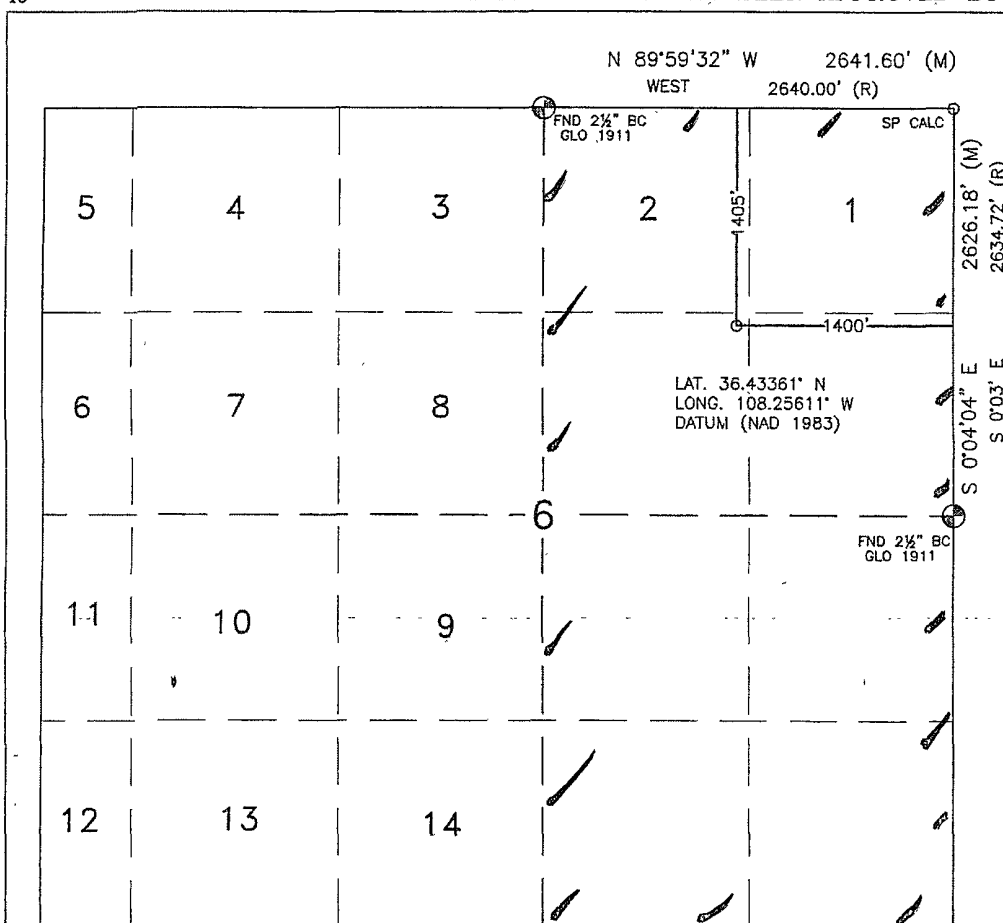 N 89°59'32" W 2641.60' (M)
WEST 2640.00' (R)
FND 2½" BC
GLO 1911
SP CALC
5 4 3 2 1
1405'
2626.18' (M)
2634.72' (R)
1400'
LAT. 36.43361° N
LONG. 108.25611° W
DATUM (NAD 1983)
6 7 8
S 0°04'04" E
S 0°03' E
6
FND 2½" BC
GLO 1911
11 10 9
12 13 14